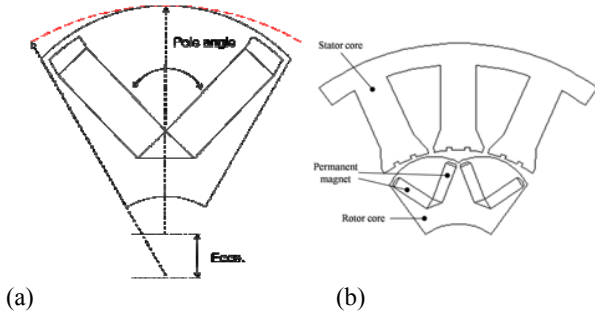 Pole angle
Ecce.
(a)
Stator core
Permanent
magnet
Rotor core
(b)